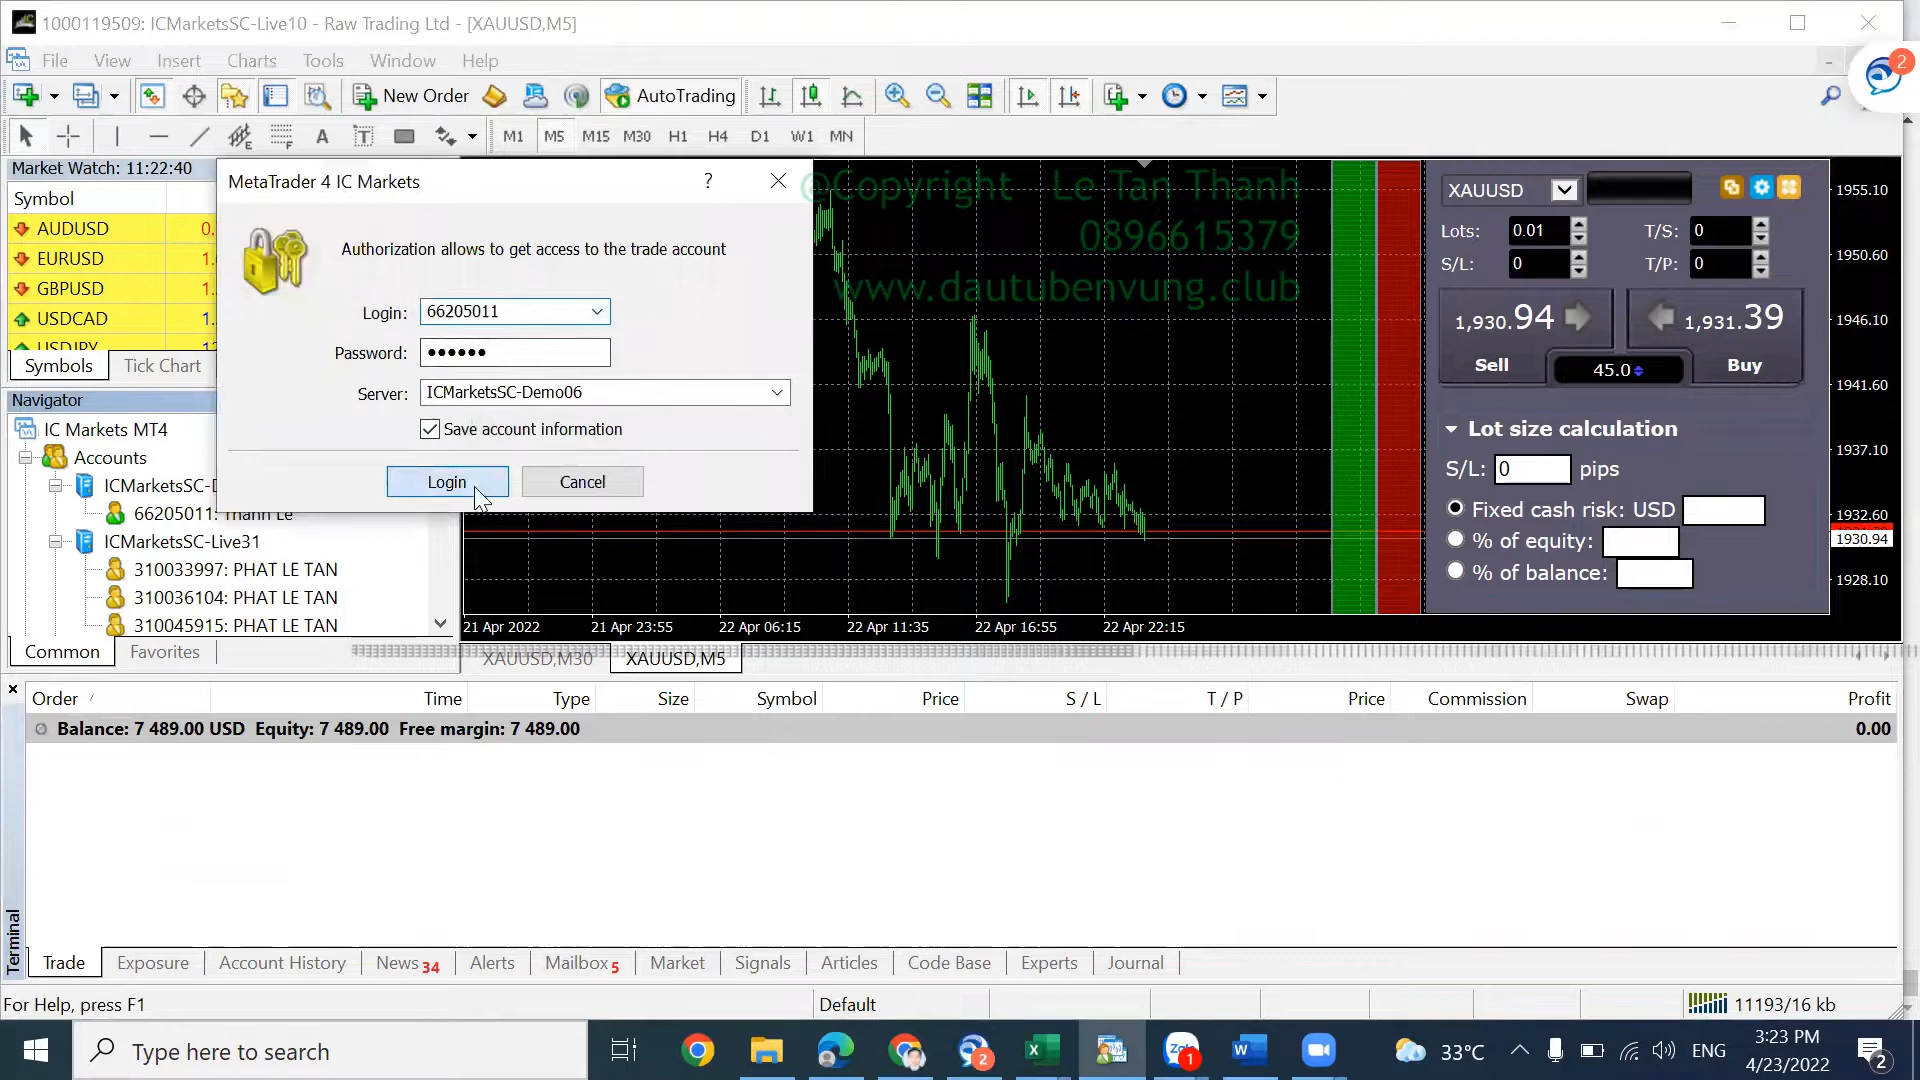 1000119509: ICMarketsSC-Live10 - Raw Trading Ltd - [XAUUSD,M5]
File View Insert Charts Tools Window Help
2
New Order AutoTrading
A T M1 M5 M15 M30 H1 H4 D1 W1 MN
Market Watch: 11:22:40
Symbol
AUDUSD 0.
EURUSD 1.
GBPUSD 1.
USDCAD 1.
USDJPY
Symbols Tick Chart
Navigator
IC Markets MT4
Accounts
ICMarketsSC-D
66205011: Thanh Le
ICMarketsSC-Live31
310033997: PHAT LE TAN
310036104: PHAT LE TAN
310045915: PHAT LE TAN
Common Favorites
MetaTrader 4 IC Markets ?
Authorization allows to get access to the trade account
Login: 66205011
Password: ••••••
Server: ICMarketsSC-Demo06
Save account information
Login Cancel
@Copyright Le Tan Thanh
0896615379
www.dautubenvung.club
XAUUSD
Lots: 0.01 T/S: 0
S/L: 0 T/P: 0
1,930.94 1,931.39
Sell 45.0 Buy
Lot size calculation
S/L: 0 pips
Fixed cash risk: USD
% of equity:
% of balance:
1955.10
1950.60
1946.10
1941.60
1937.10
1932.60
1930.94
1928.10
21 Apr 2022 21 Apr 23:55 22 Apr 06:15 22 Apr 11:35 22 Apr 16:55 22 Apr 22:15
XAUUSD,M30 XAUUSD,M5
Order / Time Type Size Symbol Price S / L T / P Price Commission Swap Profit
Balance: 7 489.00 USD Equity: 7 489.00 Free margin: 7 489.00 0.00
Terminal
Trade Exposure Account History News 34 Alerts Mailbox 5 Market Signals Articles Code Base Experts Journal
For Help, press F1 Default 11193/16 kb
Type here to search 2 Zalo 1 33°C ENG 3:23 PM
4/23/2022 2